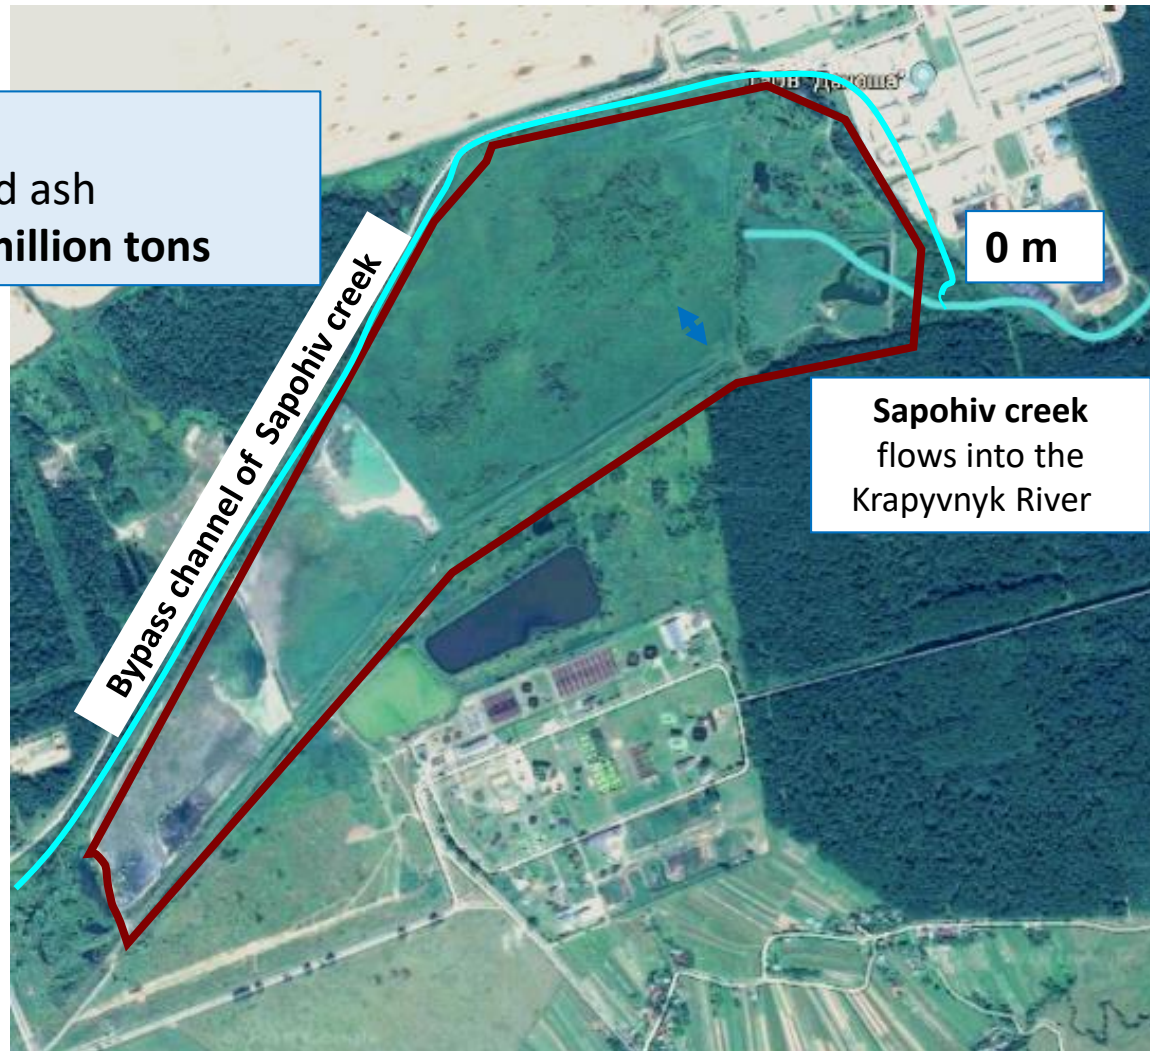 d ash
million tons
Bypass channel of Sapohiv creek
0 m
Sapohiv creek
flows into the
Krapyvnyk River